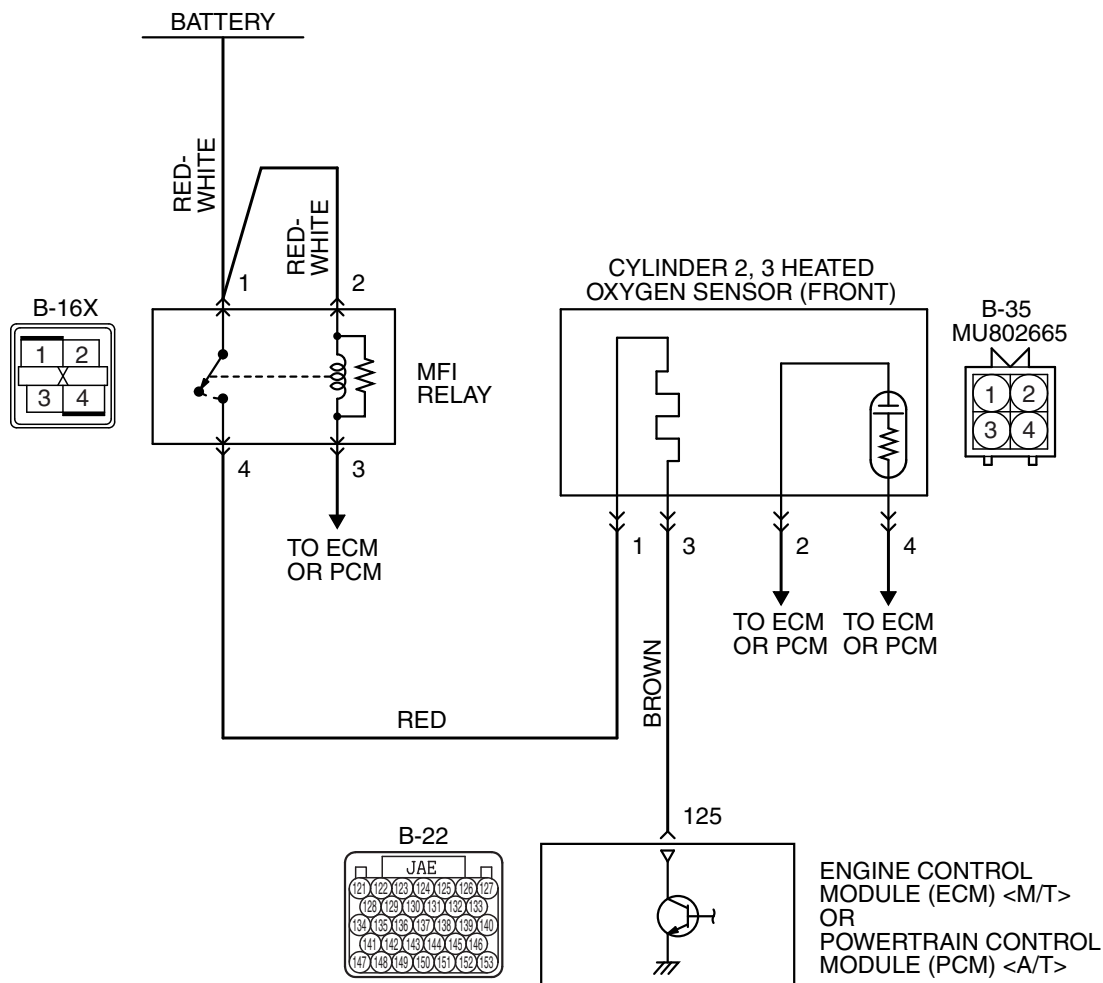 BATTERY
RED-
WHITE
RED-
WHITE
1
2
B-16X
1 2
3 4
MFI
RELAY
4
3
TO ECM
OR PCM
CYLINDER 2, 3 HEATED
OXYGEN SENSOR (FRONT)
B-35
MU802665
1 2
3 4
1
3
2
4
TO ECM
OR PCM
TO ECM
OR PCM
BROWN
RED
125
B-22
JAE
121 122 123 124 125 126 127
128 129 130 131 132 133
134 135 136 137 138 139 140
141 142 143 144 145 146
147 148 149 150 151 152 153
ENGINE CONTROL
MODULE (ECM) <M/T>
OR
POWERTRAIN CONTROL
MODULE (PCM) <A/T>